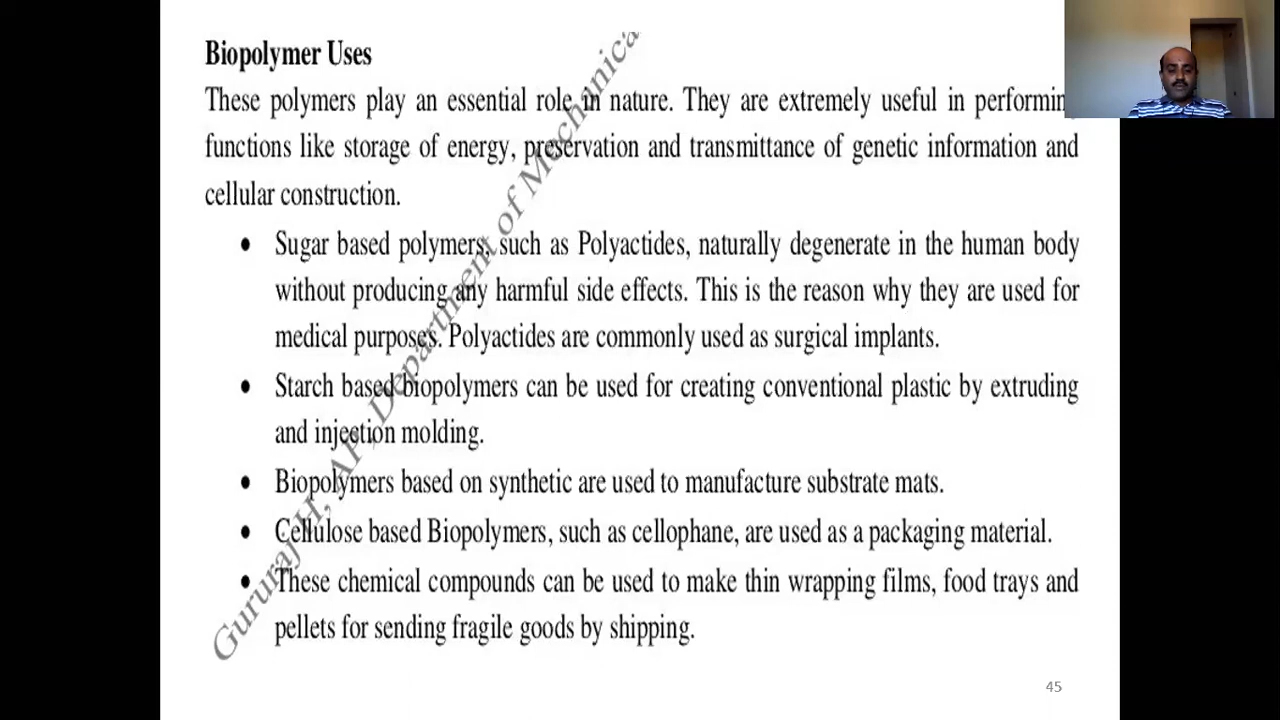 Biopolymer Uses
These polymers play an essential role in nature. They are extremely useful in performin
functions like storage of energy, preservation and transmittance of genetic information and
cellular construction.
• Sugar based polymers, such as Polyactides, naturally degenerate in the human body
without producing any harmful side effects. This is the reason why they are used for
medical purposes. Polyactides are commonly used as surgical implants.
• Starch based biopolymers can be used for creating conventional plastic by extruding
and injection molding.
• Biopolymers based on synthetic are used to manufacture substrate mats.
• Cellulose based Biopolymers, such as cellophane, are used as a packaging material.
• These chemical compounds can be used to make thin wrapping films, food trays and
pellets for sending fragile goods by shipping.
Gururaj H, AP, Department of Mechanica
45